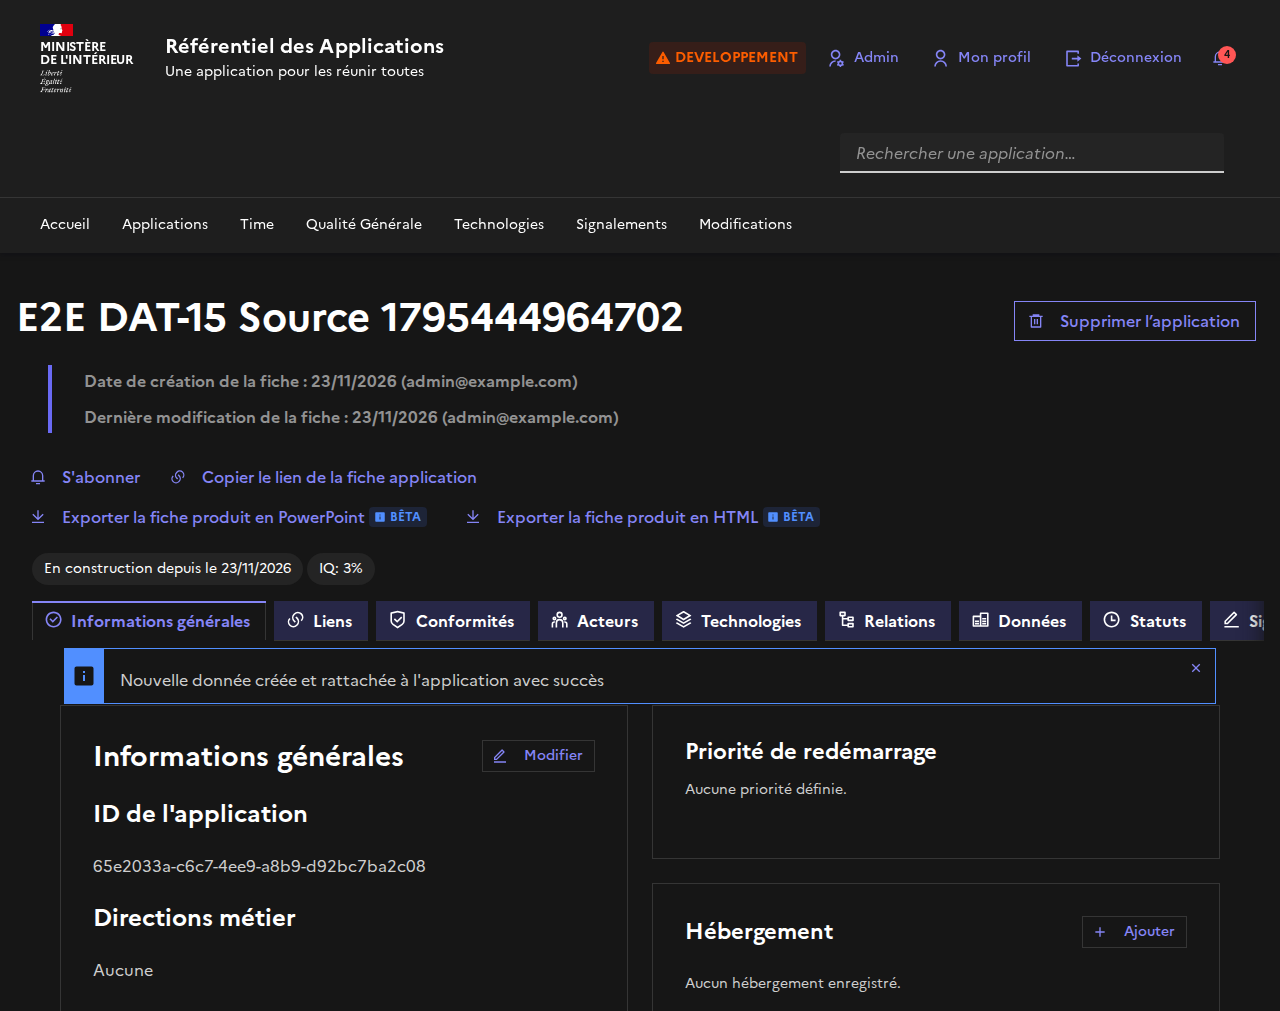 MINISTÈRE
DE L'INTÉRIEUR
Liberté
Égalité
Fraternité
Référentiel des Applications
Une application pour les réunir toutes
DEVELOPPEMENT
Admin
Mon profil
Déconnexion
4
Rechercher une application…
Accueil
Applications
Time
Qualité Générale
Technologies
Signalements
Modifications
E2E DAT-15 Source 1795444964702
Supprimer l’application
Date de création de la fiche : 23/11/2026 (admin@example.com)
Dernière modification de la fiche : 23/11/2026 (admin@example.com)
S'abonner
Copier le lien de la fiche application
Exporter la fiche produit en PowerPoint
BÊTA
Exporter la fiche produit en HTML
BÊTA
En construction depuis le 23/11/2026
IQ: 3%
Informations générales
Liens
Conformités
Acteurs
Technologies
Relations
Données
Statuts
Nouvelle donnée créée et rattachée à l'application avec succès
Informations générales
Modifier
ID de l'application
65e2033a-c6c7-4ee9-a8b9-d92bc7ba2c08
Directions métier
Aucune
Priorité de redémarrage
Aucune priorité définie.
Hébergement
Ajouter
Aucun hébergement enregistré.